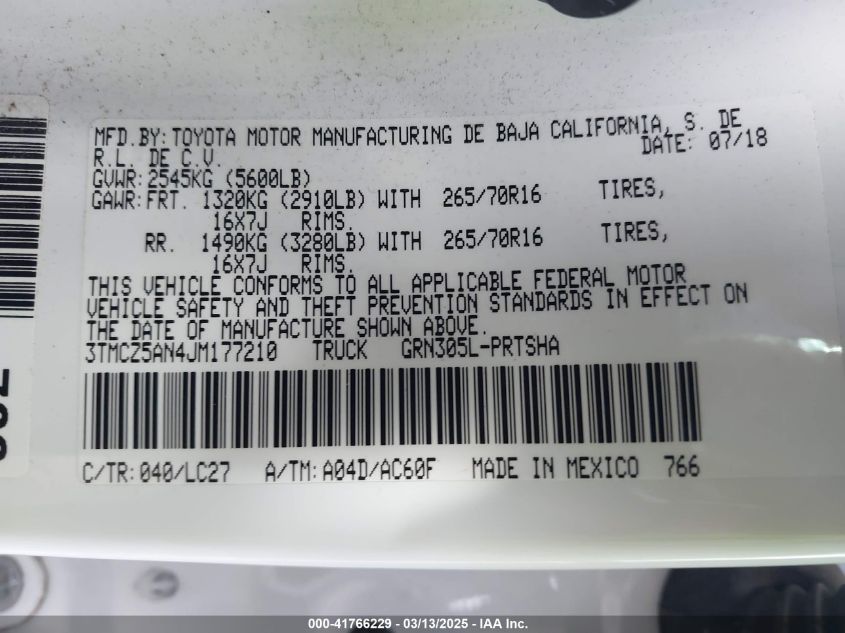 MFD.BY:TOYOTA MOTOR MANUFACTURING DE BAJA CALIFORNIA, S. DE
R.L. DE C.V. DATE: 07/18
GVWR:2545KG (5600LB)
GAWR:FRT. 1320KG (2910LB) WITH 265/70R16 TIRES,
16X7J RIMS.
RR. 1490KG (3280LB) WITH 265/70R16 TIRES,
16X7J RIMS.
THIS VEHICLE CONFORMS TO ALL APPLICABLE FEDERAL MOTOR
VEHICLE SAFETY AND THEFT PREVENTION STANDARDS IN EFFECT ON
THE DATE OF MANUFACTURE SHOWN ABOVE.
3TMCZ5AN4JM177210 TRUCK GRN305L-PRTSHA
C/TR:040/LC27 A/TM:A04D/AC60F MADE IN MEXICO 766
000-41766229 — 03/13/2025 — IAA Inc.